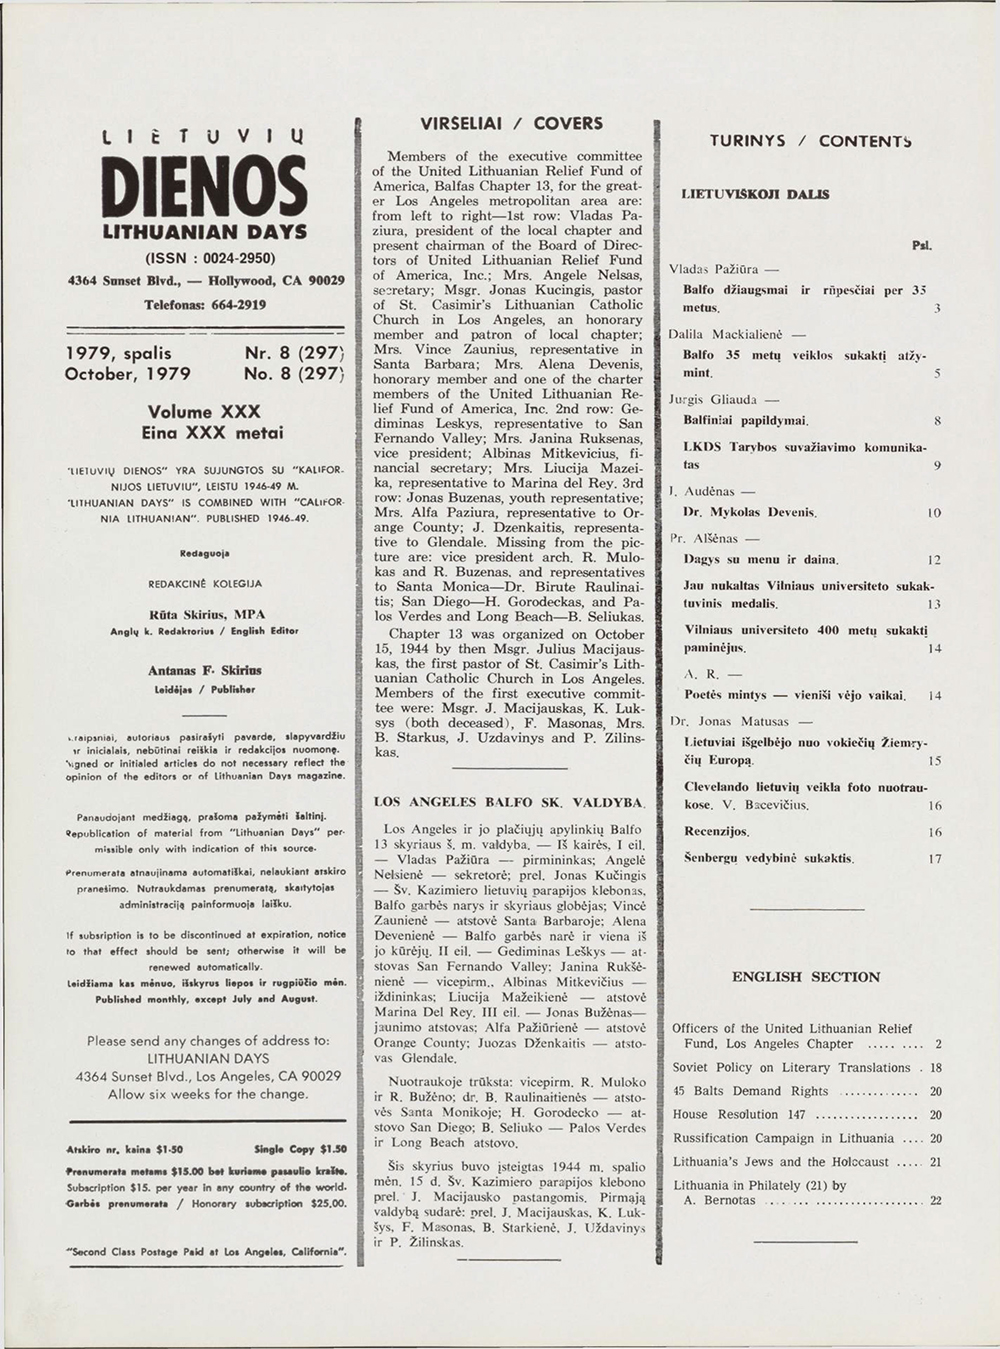 LIETUVIŲ
DIENOS
LITHUANIAN DAYS
(ISSN : 0024-2950)
4364 Sunset Blvd., — Hollywood, CA 90029
Telefonas: 664-2919
1979, spalis Nr. 8 (297)
October, 1979 No. 8 (297)
Volume XXX
Eina XXX metai
"LIETUVIŲ DIENOS" YRA SUJUNGTOS SU "KALIFOR-
NIJOS LIETUVIU", LEISTU 1946-49 M.
"LITHUANIAN DAYS" IS COMBINED WITH "CALIFOR-
NIA LITHUANIAN". PUBLISHED 1946-49.
Redaguoja
REDAKCINĖ KOLEGIJA
Rūta Skirius, MPA
Anglų k. Redaktorius / English Editor
Antanas F. Skirius
Leidėjas / Publisher
Straipsniai, autoriaus pasirašyti pavarde, slapyvardžiu
ar inicialais, nebūtinai reiškia ir redakcijos nuomonę.
Signed or initialed articles do not necessary reflect the
opinion of the editors or of Lithuanian Days magazine.
Panaudojant medžiagą, prašoma pažymėti šaltinį.
Republication of material from "Lithuanian Days" per-
missible only with indication of this source.
Prenumerata atnaujinama automatiškai, nelaukiant atskiro
pranešimo. Nutraukdamas prenumeratą, skaitytojas
administraciją painformuoja laišku.
If subsription is to be discontinued at expiration, notice
to that effect should be sent; otherwise it will be
renewed automatically.
Leidžiama kas mėnuo, išskyrus liepos ir rugpiūčio mėn.
Published monthly, except July and August.
Please send any changes of address to:
LITHUANIAN DAYS
4364 Sunset Blvd., Los Angeles, CA 90029
Allow six weeks for the change.
Atskiro nr. kaina $1.50 Single Copy $1.50
Prenumerata metams $15.00 bet kuriame pasaulio krašte.
Subscription $15. per year in any country of the world.
Garbės prenumerata / Honorary subscription $25,00.
"Second Class Postage Paid at Los Angeles, California".
VIRŠELIAI / COVERS
Members of the executive committee
of the United Lithuanian Relief Fund of
America, Balfas Chapter 13, for the great-
er Los Angeles metropolitan area are:
from left to right—1st row: Vladas Pa-
ziura, president of the local chapter and
present chairman of the Board of Direc-
tors of United Lithuanian Relief Fund
of America, Inc.; Mrs. Angele Nelsas,
secretary; Msgr. Jonas Kucingis, pastor
of St. Casimir's Lithuanian Catholic
Church in Los Angeles, an honorary
member and patron of local chapter;
Mrs. Vince Zaunius, representative in
Santa Barbara; Mrs. Alena Devenis,
honorary member and one of the charter
members of the United Lithuanian Re-
lief Fund of America, Inc. 2nd row: Ge-
diminas Leskys, representative to San
Fernando Valley; Mrs. Janina Ruksenas,
vice president; Albinas Mitkevicius, fi-
nancial secretary; Mrs. Liucija Mazei-
ka, representative to Marina del Rey. 3rd
row: Jonas Buzenas, youth representative;
Mrs. Alfa Paziura, representative to Or-
ange County; J. Dzenkaitis, representa-
tive to Glendale. Missing from the pic-
ture are: vice president arch. R. Mulo-
kas and R. Buzenas, and representatives
to Santa Monica—Dr. Birute Raulinai-
tis; San Diego—H. Gorodeckas, and Pa-
los Verdes and Long Beach—B. Seliukas.
Chapter 13 was organized on October
15, 1944 by then Msgr. Julius Macijaus-
kas, the first pastor of St. Casimir's Lith-
uanian Catholic Church in Los Angeles.
Members of the first executive commit-
tee were: Msgr. J. Macijauskas, K. Luk-
sys (both deceased), F. Masonas, Mrs.
B. Starkus, J. Uzdavinys and P. Zilins-
kas.
LOS ANGELES BALFO SK. VALDYBA.
Los Angeles ir jo plačiųjų apylinkių Balfo
13 skyriaus š. m. valdyba. — Iš kairės, I eil.
— Vladas Pažiūra — pirmininkas; Angelė
Nelsienė — sekretorė; prel. Jonas Kučingis
— Šv. Kazimiero lietuvių parapijos klebonas,
Balfo garbės narys ir skyriaus globėjas; Vincė
Zaunienė — atstovė Santa Barbaroje; Alena
Devenienė — Balfo garbės narė ir viena iš
jo kūrėjų. II eil. — Gediminas Leškys — at-
stovas San Fernando Valley; Janina Rukšė-
nienė — vicepirm., Albinas Mitkevičius —
iždininkas; Liucija Mažeikienė — atstovė
Marina Del Rey. III eil. — Jonas Bužėnas—
jaunimo atstovas; Alfa Pažiūrienė — atstovė
Orange County; Juozas Dženkaitis — atsto-
vas Glendale.
Nuotraukoje trūksta: vicepirm. R. Muloko
ir R. Bužėno; dr. B. Raulinaitienės — atsto-
vės Santa Monikoje; H. Gorodecko — at-
stovo San Diego; B. Seliuko — Palos Verdes
ir Long Beach atstovo.
Šis skyrius buvo įsteigtas 1944 m. spalio
mėn. 15 d. Šv. Kazimiero parapijos klebono
prel. J. Macijausko pastangomis. Pirmąją
valdybą sudarė: prel. J. Macijauskas, K. Luk-
šys, F. Masonas, B. Starkienė, J. Uždavinys
ir P. Žilinskas.
TURINYS / CONTENTS
LIETUVIŠKOJI DALIS
Psl.
Vladas Pažiūra —
Balfo džiaugsmai ir rūpesčiai per 35
metus. 3
Dalila Mackialienė —
Balfo 35 metų veiklos sukaktį atžy-
mint. 5
Jurgis Gliauda —
Balfiniai papildymai. 8
LKDS Tarybos suvažiavimo komunika-
tas 9
J. Audėnas —
Dr. Mykolas Devenis. 10
Pr. Alšėnas —
Dagys su menu ir daina. 12
Jau nukaltas Vilniaus universiteto sukak-
tuvinis medalis. 13
Vilniaus universiteto 400 metų sukaktį
paminėjus. 14
A. R. —
Poetės mintys — vieniši vėjo vaikai. 14
Dr. Jonas Matusas —
Lietuviai išgelbėjo nuo vokiečių Žiemry-
čių Europą. 15
Clevelando lietuvių veikla foto nuotrau-
kose. V. Bacevičius. 16
Recenzijos. 16
Šenbergų vedybinė sukaktis. 17
ENGLISH SECTION
Officers of the United Lithuanian Relief
Fund, Los Angeles Chapter ..... .... 2
Soviet Policy on Literary Translations . 18
45 Balts Demand Rights ............. 20
House Resolution 147 ................. 20
Russification Campaign in Lithuania .... 20
Lithuania's Jews and the Holocaust ..... 21
Lithuania in Philately (21) by
A. Bernotas ... ... .................. 22